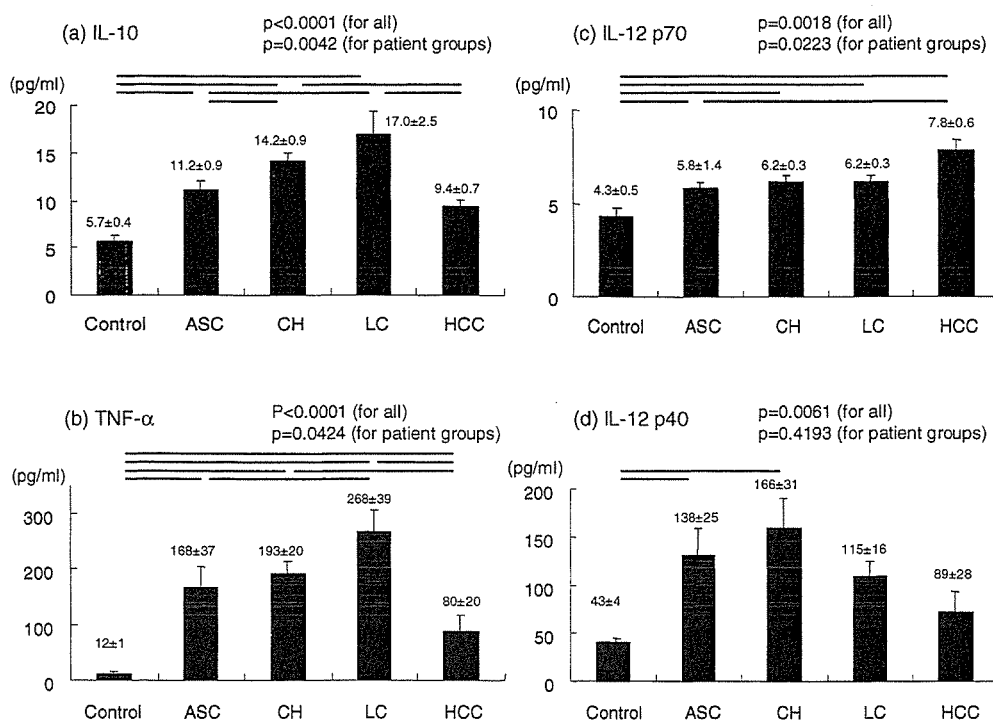 (a) IL-10
p<0.0001 (for all)
p=0.0042 (for patient groups)
(pg/ml)
20
15
10
5
0
5.7±0.4
11.2±0.9
14.2±0.9
17.0±2.5
9.4±0.7
Control ASC CH LC HCC
(c) IL-12 p70
p=0.0018 (for all)
p=0.0223 (for patient groups)
(pg/ml)
10
5
0
4.3±0.5
5.8±1.4
6.2±0.3
6.2±0.3
7.8±0.6
Control ASC CH LC HCC
(b) TNF-α
P<0.0001 (for all)
p=0.0424 (for patient groups)
(pg/ml)
300
200
100
0
12±1
168±37
193±20
268±39
80±20
Control ASC CH LC HCC
(d) IL-12 p40
p=0.0061 (for all)
p=0.4193 (for patient groups)
(pg/ml)
200
150
100
50
0
43±4
138±25
166±31
115±16
89±28
Control ASC CH LC HCC